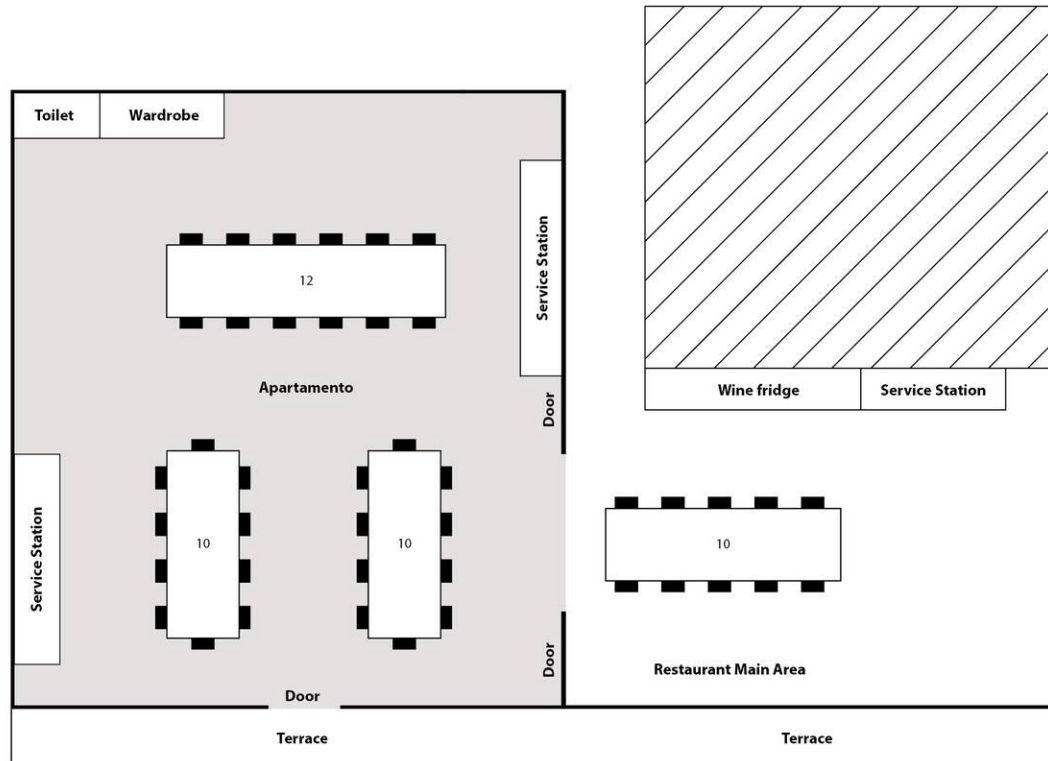 Toilet
Wardrobe
Service Station
12
Apartamento
Door
Wine fridge
Service Station
Service Station
10
10
10
Door
Restaurant Main Area
Door
Terrace
Terrace